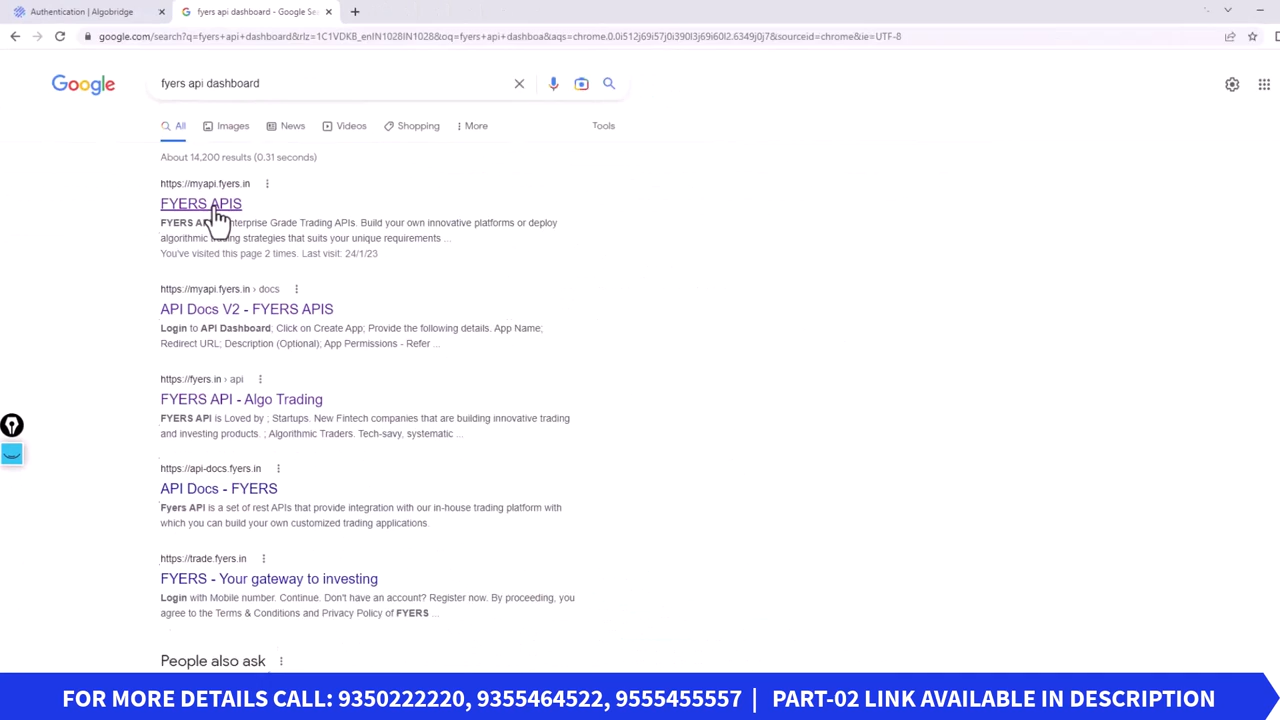 Authentication | Algobridge
fyers api dashboard - Google Sea
google.com/search?q=fyers+api+dashboard&rlz=1C1VDKB_enIN1028IN1028&oq=fyers+api+dashboa&aqs=chrome.0.0i512j69i57j0i390l3j69i60l2.6349j0j7&sourceid=chrome&ie=UTF-8
Google
fyers api dashboard
All Images News Videos Shopping More Tools
About 14,200 results (0.31 seconds)
https://myapi.fyers.in
FYERS APIS
FYERS Enterprise Grade Trading APIs. Build your own innovative platforms or deploy
algorithmic trading strategies that suits your unique requirements ...
You've visited this page 2 times. Last visit: 24/1/23
https://myapi.fyers.in › docs
API Docs V2 - FYERS APIS
Login to API Dashboard; Click on Create App; Provide the following details. App Name;
Redirect URL; Description (Optional); App Permissions - Refer ...
https://fyers.in › api
FYERS API - Algo Trading
FYERS API is Loved by ; Startups. New Fintech companies that are building innovative trading
and investing products. ; Algorithmic Traders. Tech-savy, systematic ...
https://api-docs.fyers.in
API Docs - FYERS
Fyers API is a set of rest APIs that provide integration with our in-house trading platform with
which you can build your own customized trading applications.
https://trade.fyers.in
FYERS - Your gateway to investing
Login with Mobile number. Continue. Don't have an account? Register now. By proceeding, you
agree to the Terms & Conditions and Privacy Policy of FYERS ...
People also ask
FOR MORE DETAILS CALL: 9350222220, 9355464522, 9555455557 | PART-02 LINK AVAILABLE IN DESCRIPTION